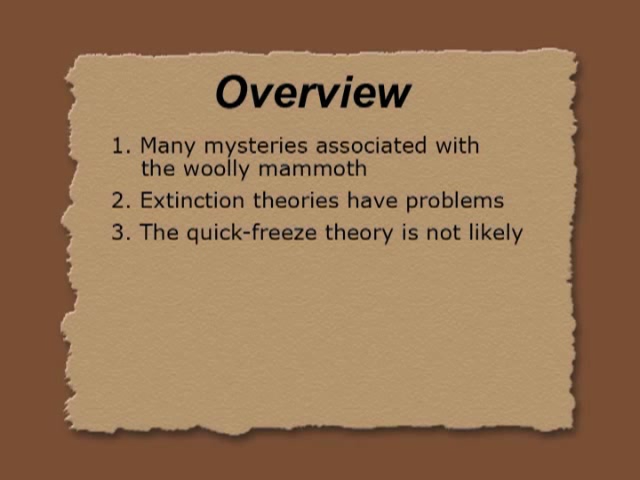 Overview
1. Many mysteries associated with
the woolly mammoth
2. Extinction theories have problems
3. The quick-freeze theory is not likely